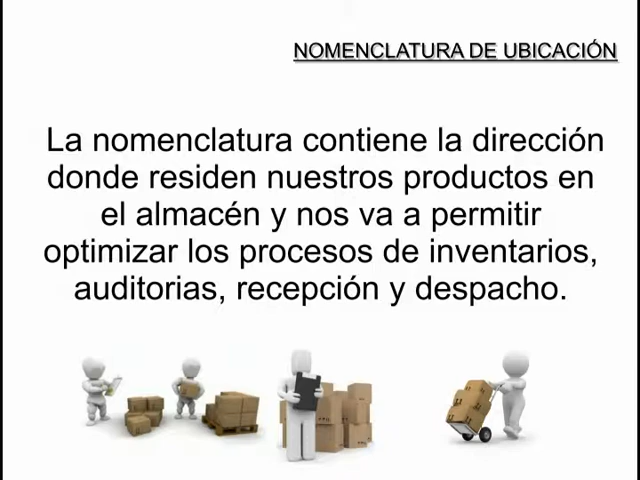 NOMENCLATURA DE UBICACIÓN
La nomenclatura contiene la dirección
donde residen nuestros productos en
el almacén y nos va a permitir
optimizar los procesos de inventarios,
auditorias, recepción y despacho.